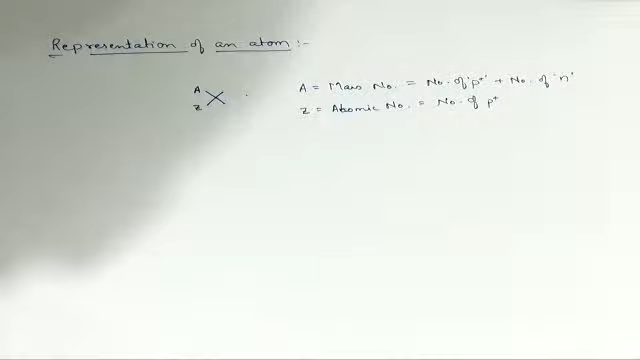 Representation of an atom :-
A
Z X
A = Mass No. = No. of 'p+' + No. of 'n'
Z = Atomic No. = No. of p+